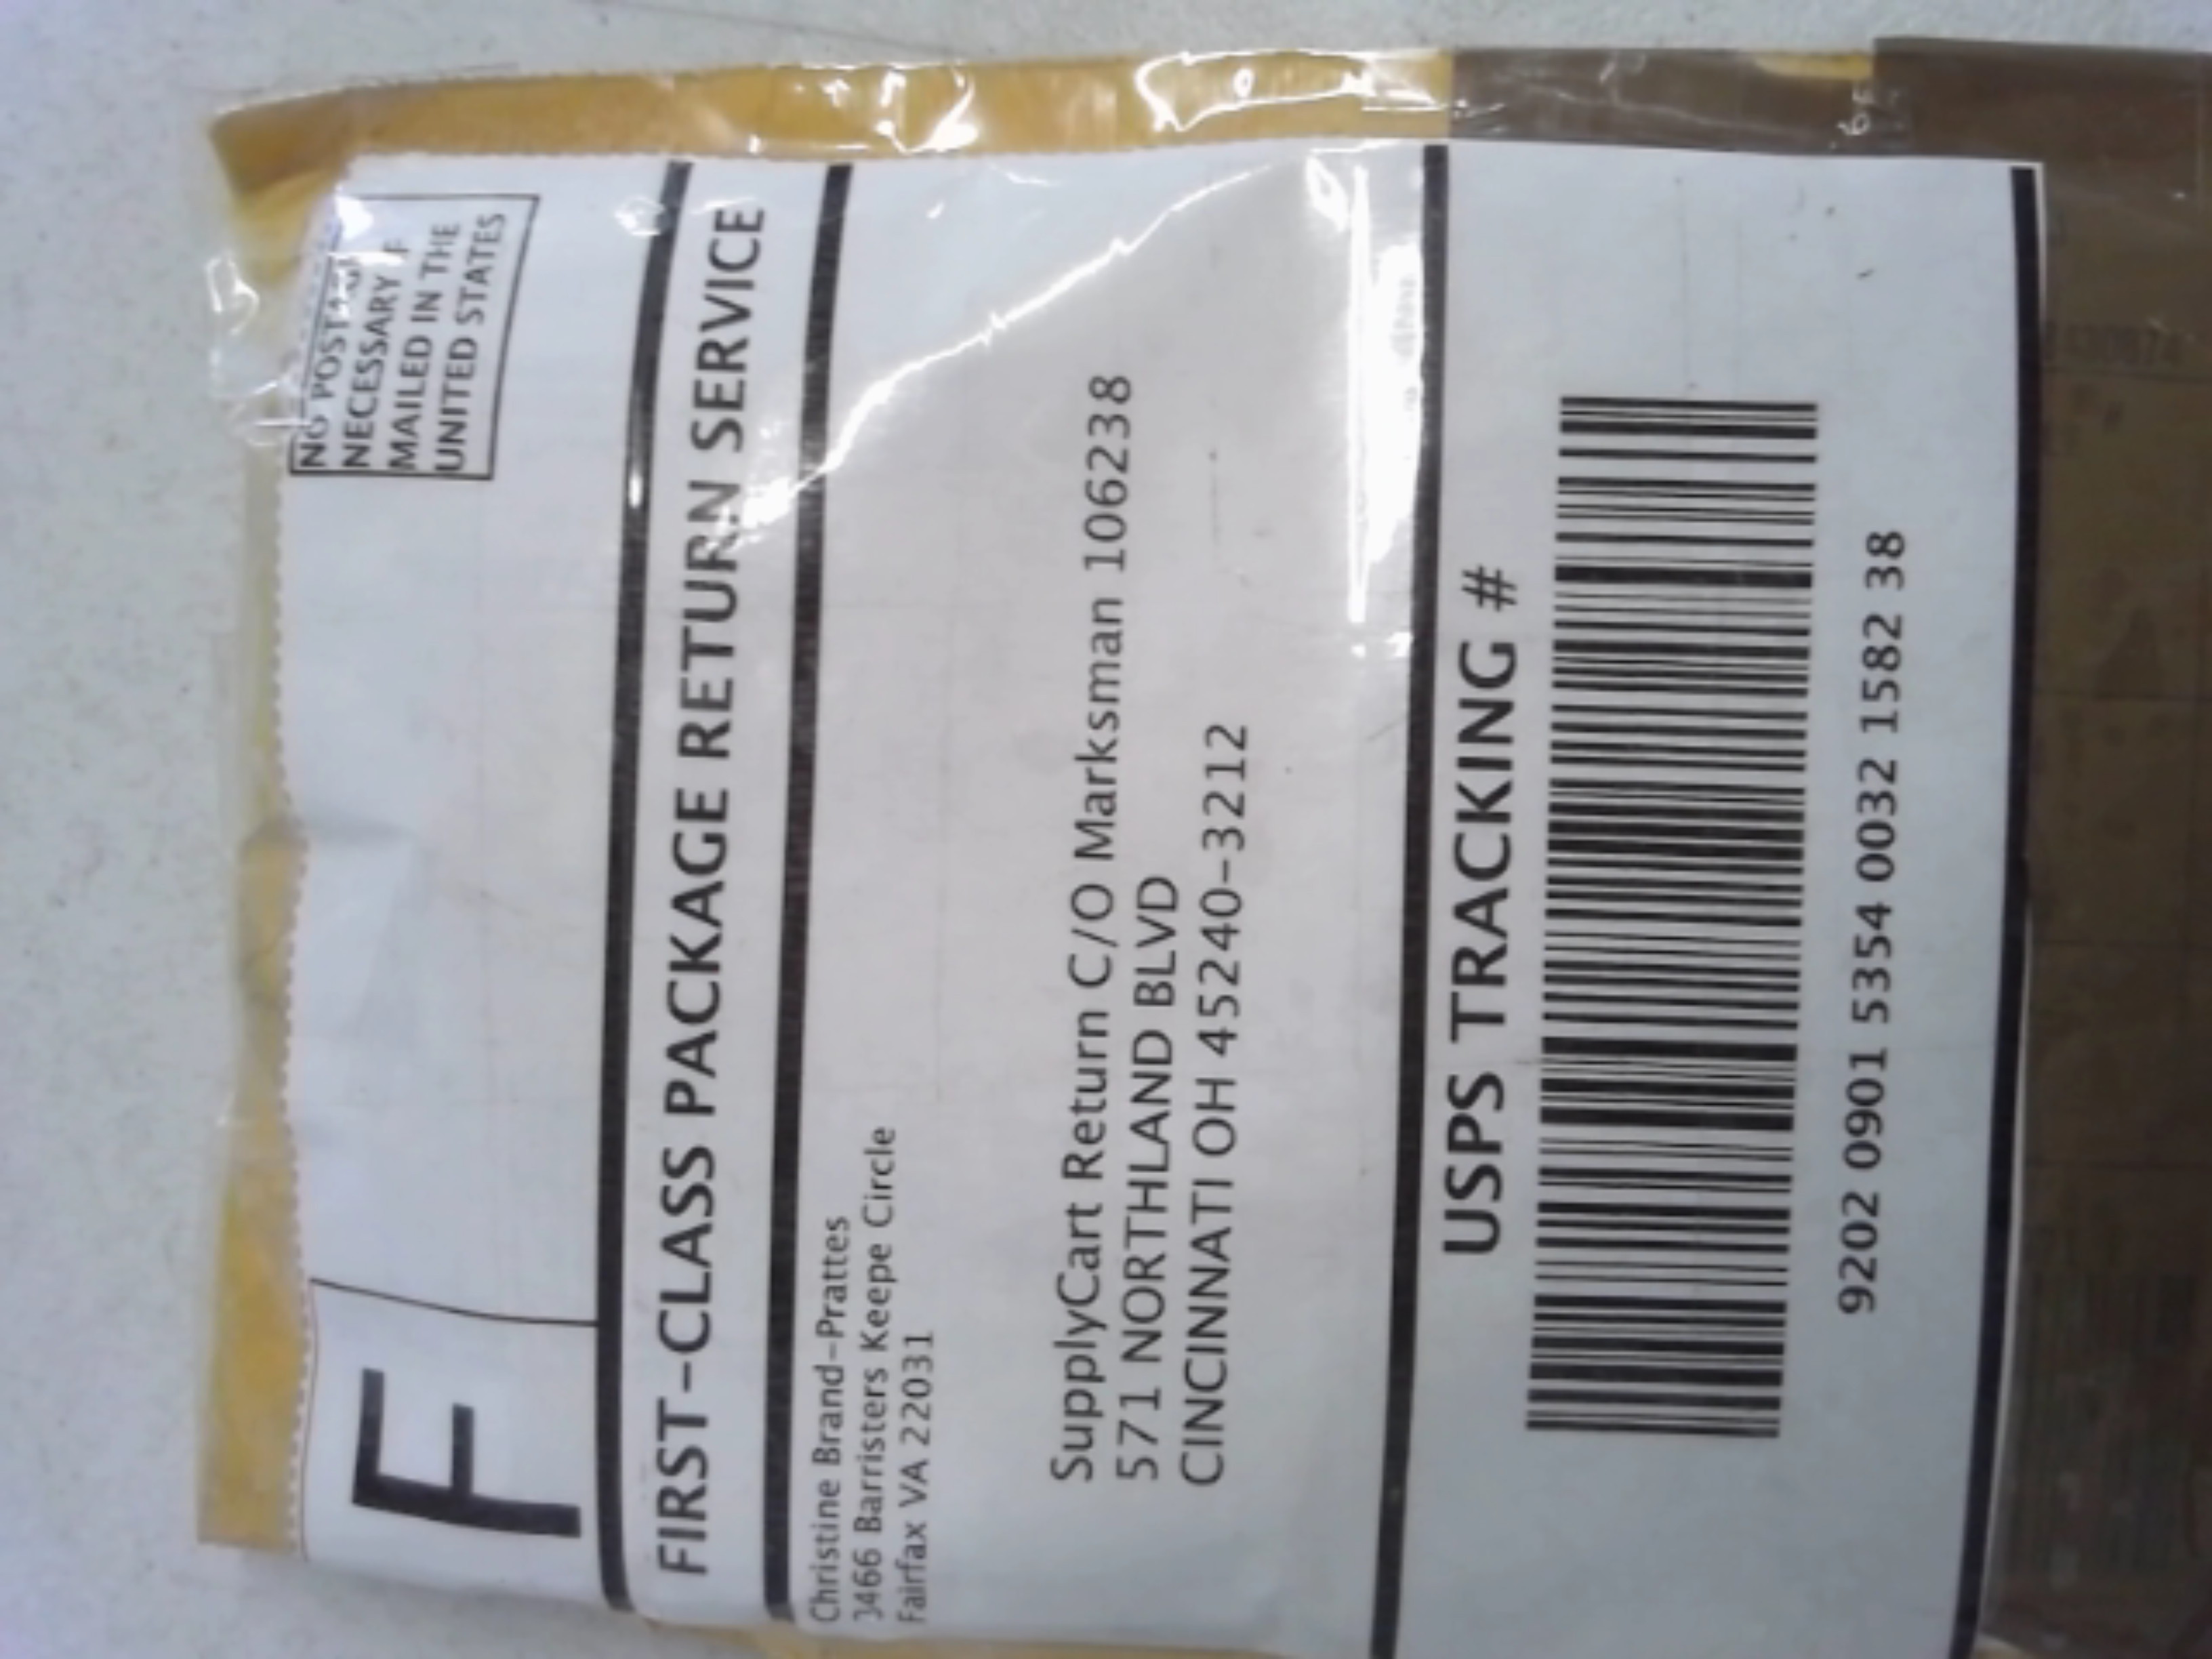 F
NO POSTAGE
NECESSARY IF
MAILED IN THE
UNITED STATES
FIRST-CLASS PACKAGE RETURN SERVICE
Christine Brand-Prattes
3466 Barristers Keepe Circle
Fairfax VA 22031
SupplyCart Return C/O Marksman 106238
571 NORTHLAND BLVD
CINCINNATI OH 45240-3212
USPS TRACKING #
9202 0901 5354 0032 1582 38